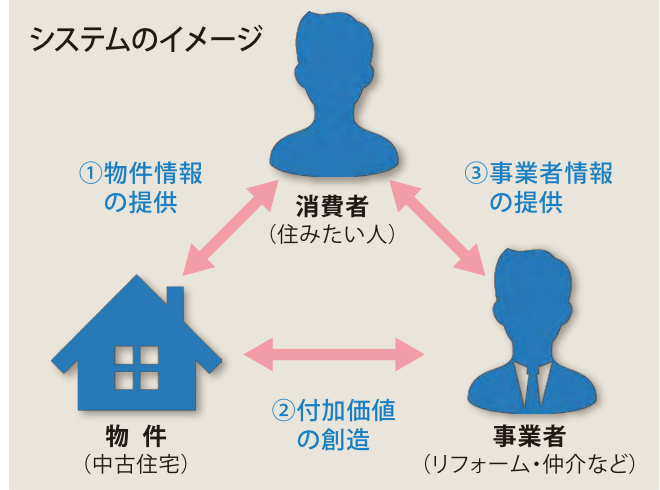 システムのイメージ
①物件情報
の提供
③事業者情報
の提供
消費者
（住みたい人）
②付加価値
の創造
物 件
（中古住宅）
事業者
（リフォーム・仲介など）